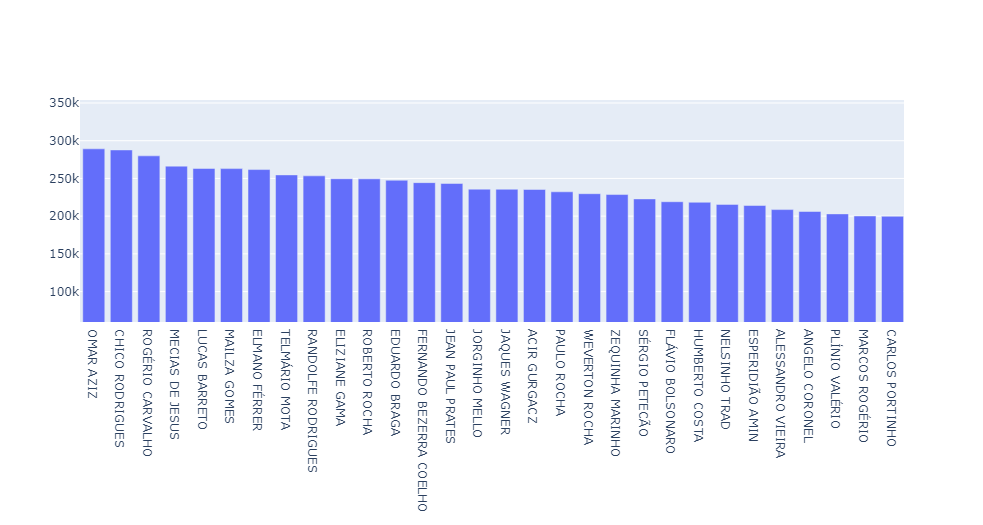 350k
300k
250k
200k
150k
100k
OMAR AZIZ
CHICO RODRIGUES
ROGÉRIO CARVALHO
MECIAS DE JESUS
LUCAS BARRETO
MAILZA GOMES
ELMANO FÉRRER
TELMÁRIO MOTA
RANDOLFE RODRIGUES
ELIZIANE GAMA
ROBERTO ROCHA
EDUARDO BRAGA
FERNANDO BEZERRA COELHO
JEAN PAUL PRATES
JORGINHO MELLO
JAQUES WAGNER
ACIR GURGACZ
PAULO ROCHA
WEVERTON ROCHA
ZEQUINHA MARINHO
SÉRGIO PETECÃO
FLÁVIO BOLSONARO
HUMBERTO COSTA
NELSINHO TRAD
ESPERIDIÃO AMIN
ALESSANDRO VIEIRA
ANGELO CORONEL
PLÍNIO VALÉRIO
MARCOS ROGÉRIO
CARLOS PORTINHO